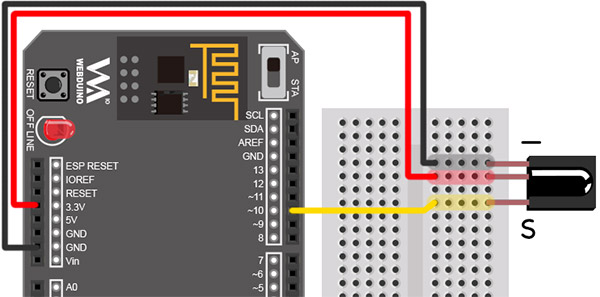 AP
STA
RESET
WEBDUINO
OFF LINE
ESP RESET
IOREF
RESET
3.3V
5V
GND
GND
Vin
A0
SCL
SDA
AREF
GND
13
12
~11
~10
~9
8
7
~6
~5
–
S